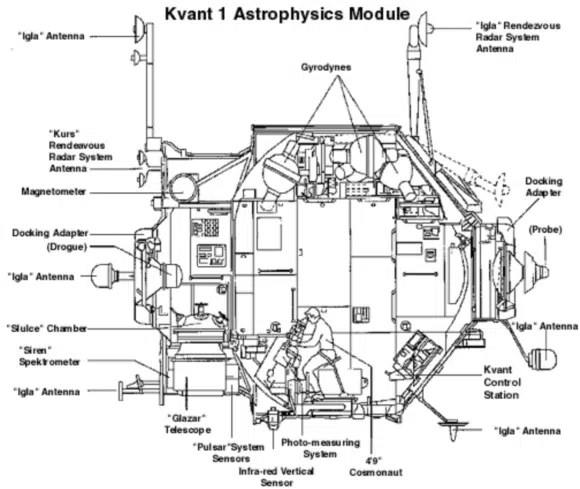 Kvant 1 Astrophysics Module
"Igla" Antenna
"Igla" Rendezvous
Radar System
Antenna
Gyrodynes
"Kurs"
Rendeavous
Radar System
Antenna
Magnetometer
Docking
Adapter
Docking Adapter
(Drogue)
(Probe)
"Igla" Antenna
"Igla" Antenna
"Sluice" Chamber
"Siren"
Spektrometer
Kvant
Control
Station
"Igla" Antenna
"Glazar"
Telescope
"Pulsar"System
Sensors
Photo-measuring
System
"Igla" Antenna
Infra-red Vertical
Sensor
4'9"
Cosmonaut